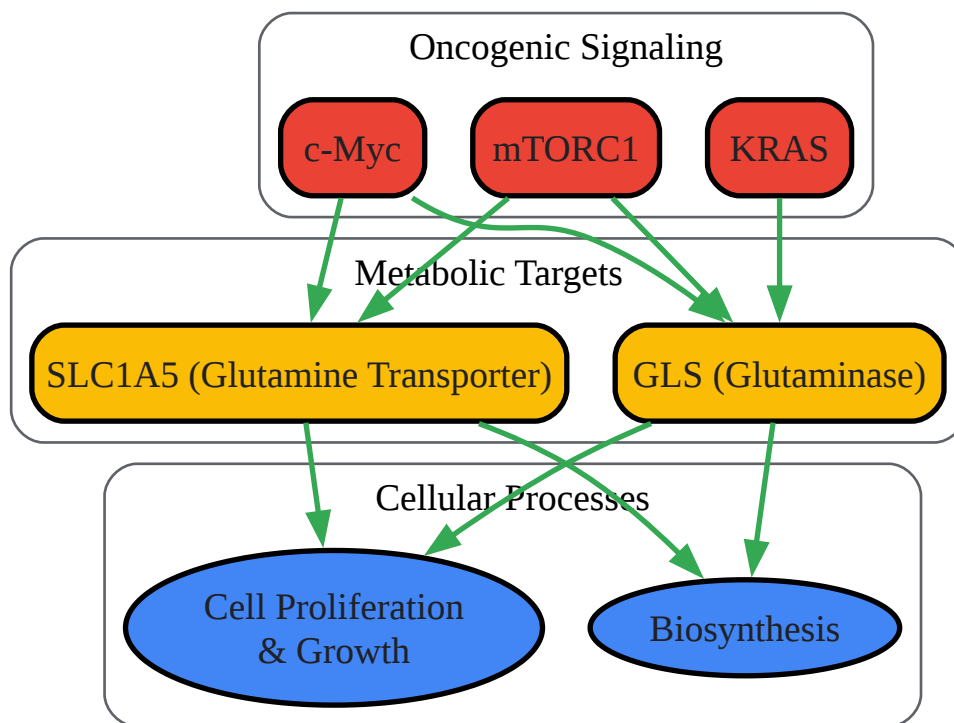 Oncogenic Signaling
c-Myc
mTORC1
KRAS
Metabolic Targets
SLC1A5 (Glutamine Transporter)
GLS (Glutaminase)
Cellular Processes
Cell Proliferation
& Growth
Biosynthesis